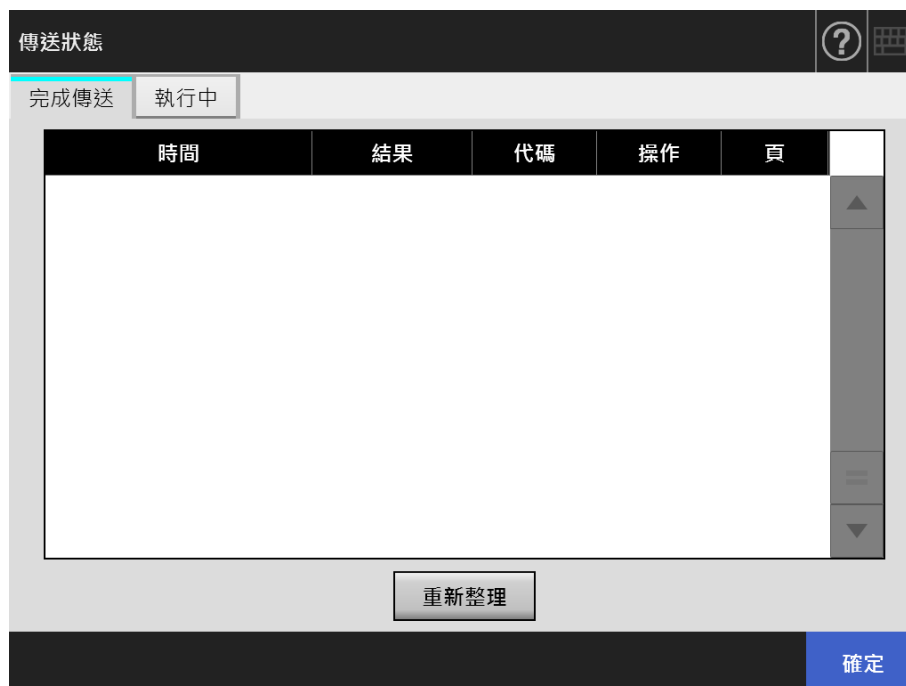 傳送狀態
完成傳送 執行中
時間 結果 代碼 操作 頁
重新整理
確定